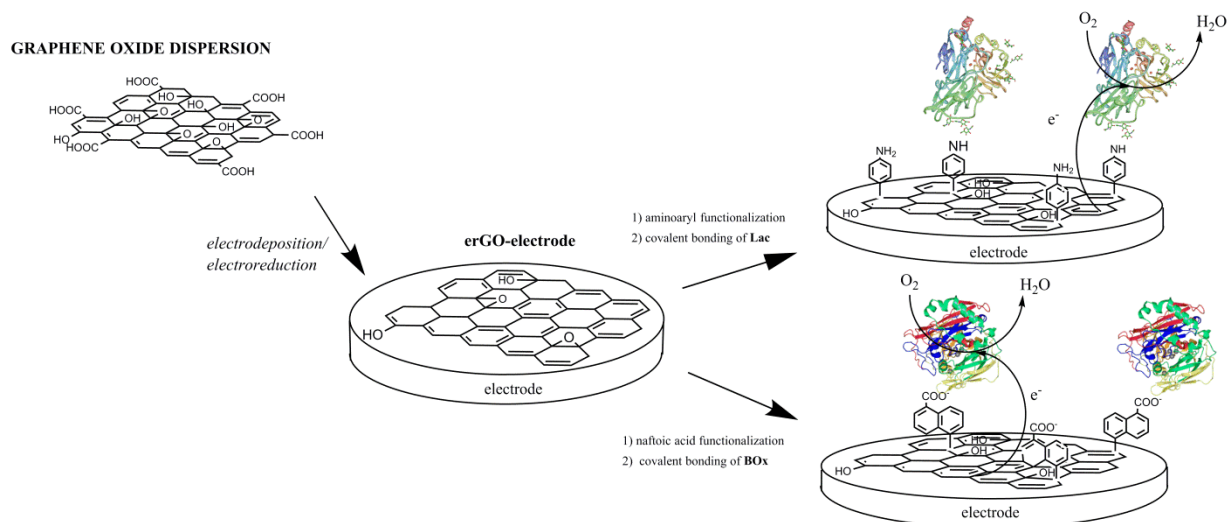 GRAPHENE OXIDE DISPERSION
HOOC
HO
COOH
HOOC
HO
O
OH
O
OH
O
HO
O
COOH
HOOC
O
COOH
electrodeposition/
electroreduction
erGO-electrode
HO
O
HO
O
electrode
1) aminoaryl functionalization
2) covalent bonding of Lac
O2
H2O
e-
NH2
NH
NH2
NH
HO
OH
HO
OH
electrode
1) naftoic acid functionalization
2) covalent bonding of BOx
O2
H2O
e-
COO-
COO-
COO-
HO
OH
HO
OH
electrode